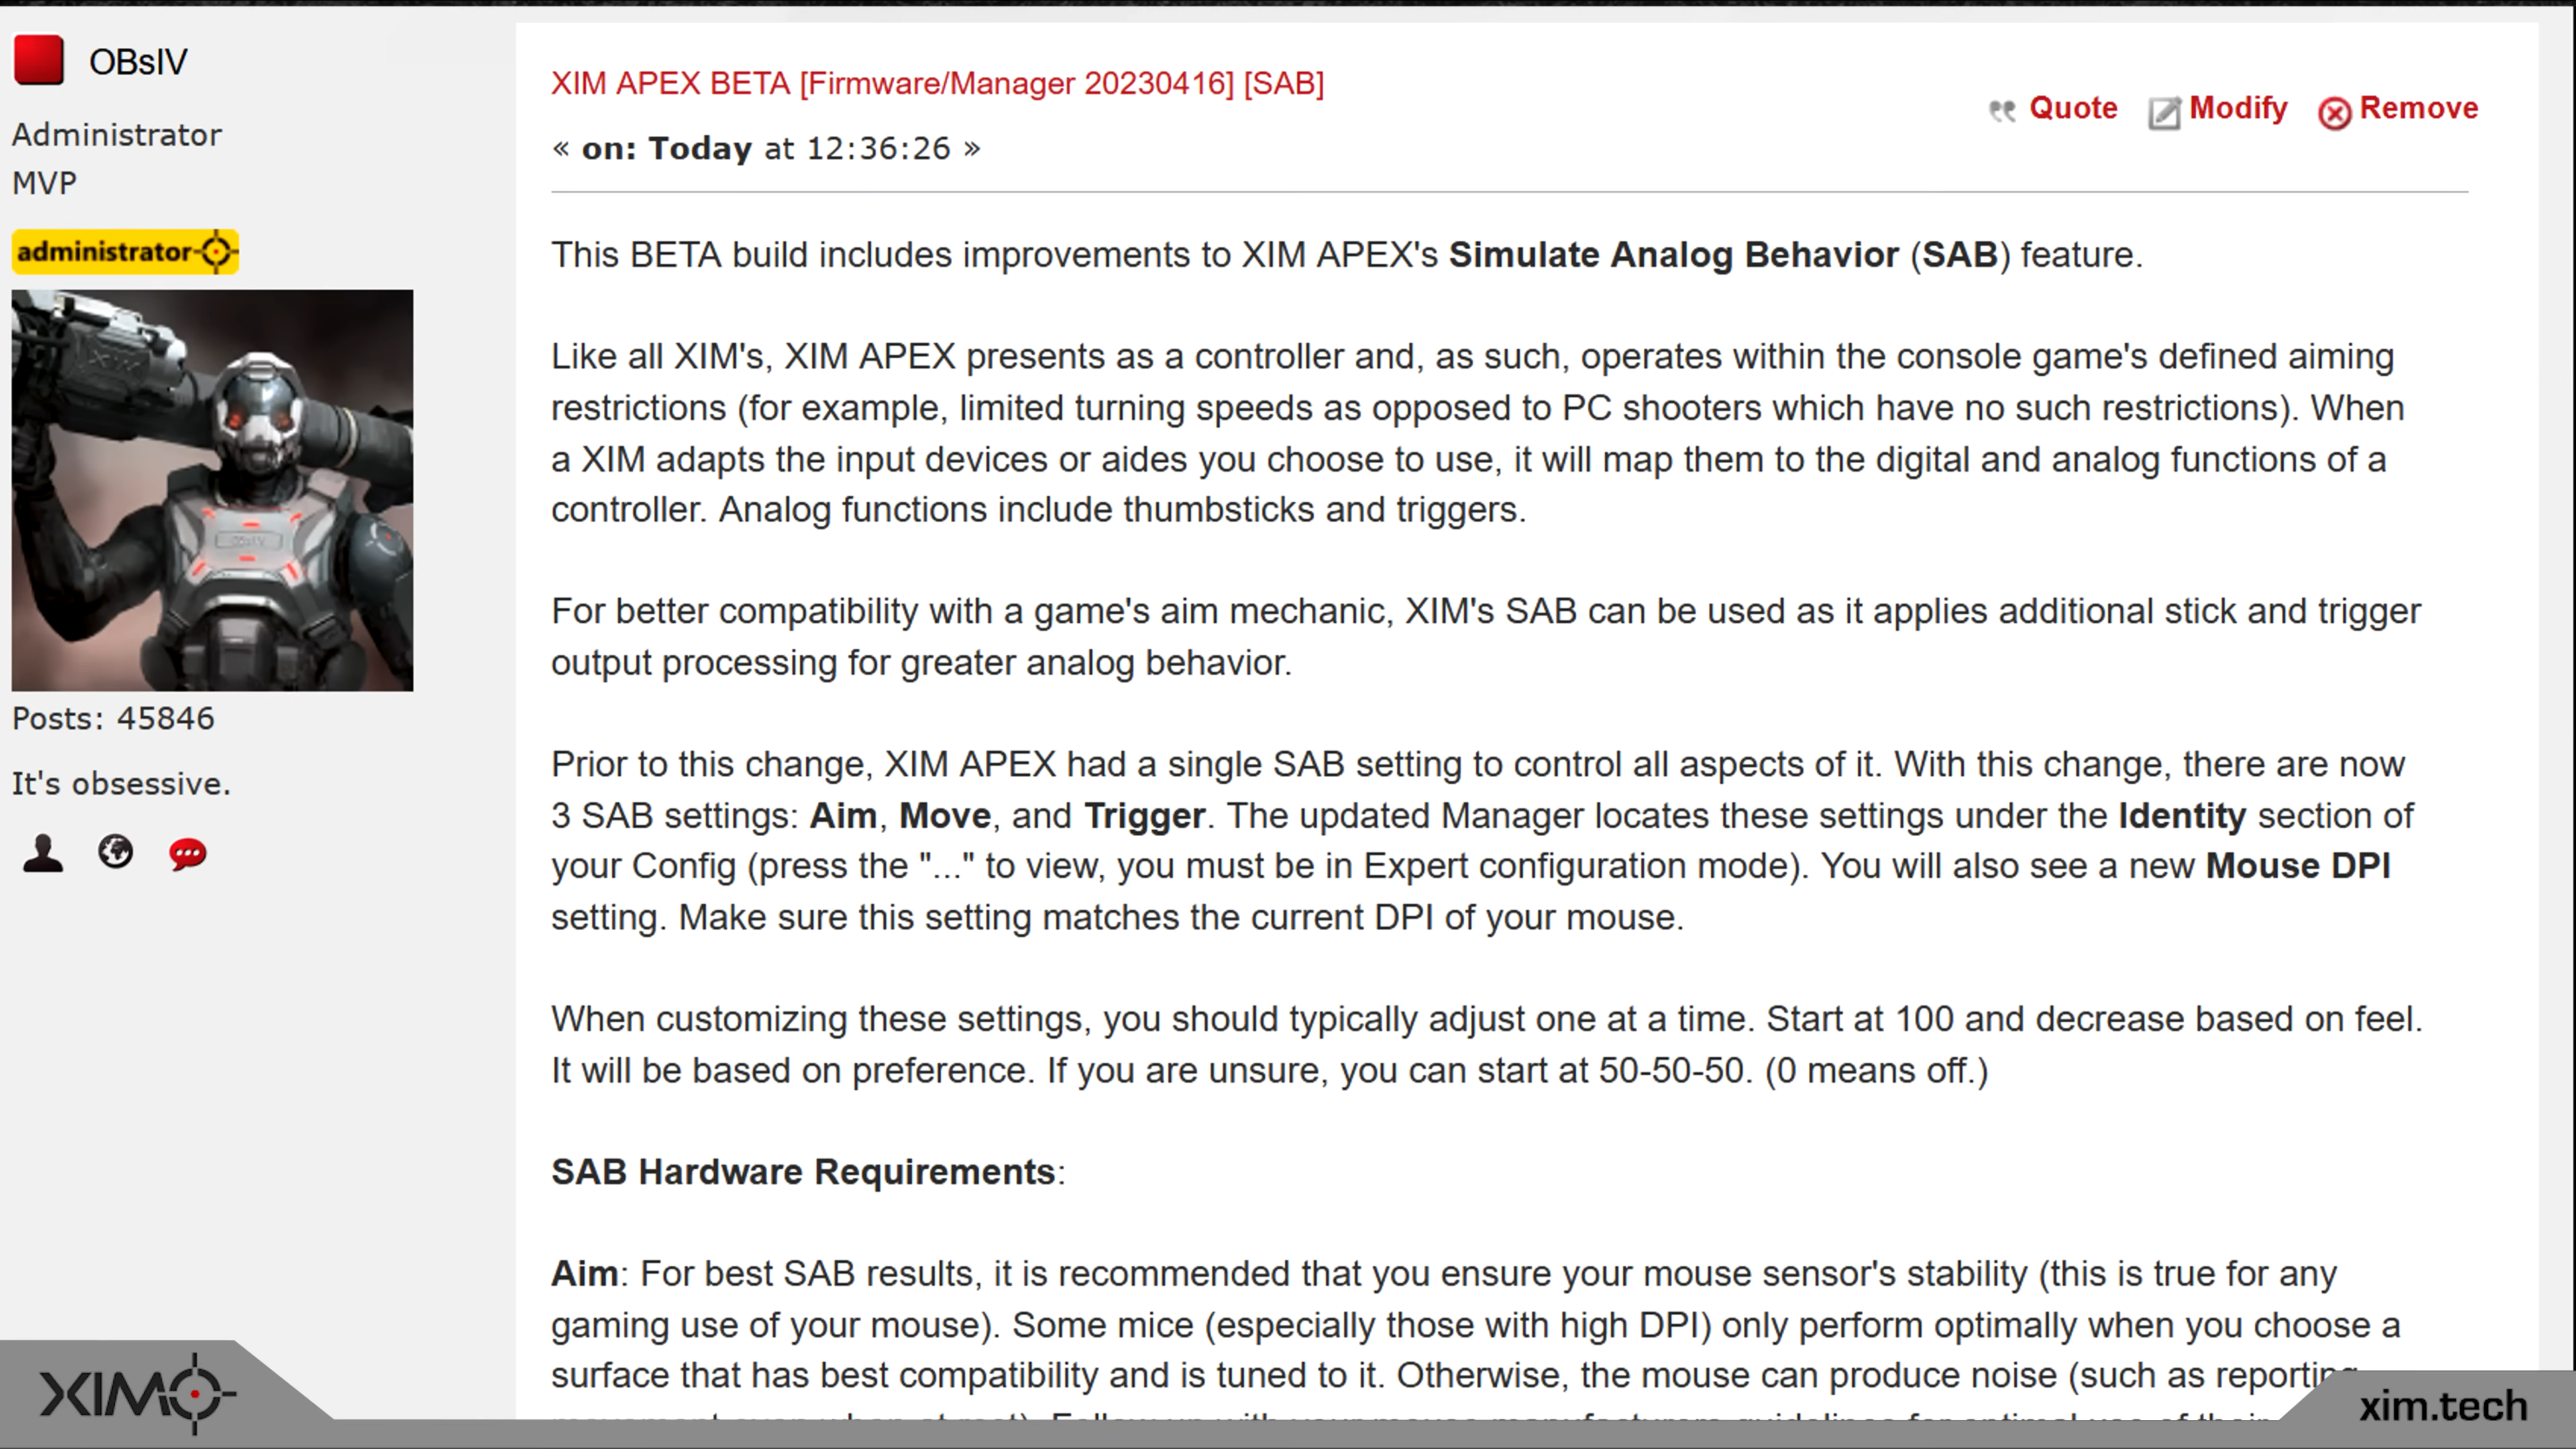 OBsIV
Administrator
MVP
administrator
Posts: 45846
It's obsessive.
XIM APEX BETA [Firmware/Manager 20230416] [SAB]
« on: Today at 12:36:26 »
Quote Modify Remove
This BETA build includes improvements to XIM APEX's Simulate Analog Behavior (SAB) feature.
Like all XIM's, XIM APEX presents as a controller and, as such, operates within the console game's defined aiming
restrictions (for example, limited turning speeds as opposed to PC shooters which have no such restrictions). When
a XIM adapts the input devices or aides you choose to use, it will map them to the digital and analog functions of a
controller. Analog functions include thumbsticks and triggers.
For better compatibility with a game's aim mechanic, XIM's SAB can be used as it applies additional stick and trigger
output processing for greater analog behavior.
Prior to this change, XIM APEX had a single SAB setting to control all aspects of it. With this change, there are now
3 SAB settings: Aim, Move, and Trigger. The updated Manager locates these settings under the Identity section of
your Config (press the "..." to view, you must be in Expert configuration mode). You will also see a new Mouse DPI
setting. Make sure this setting matches the current DPI of your mouse.
When customizing these settings, you should typically adjust one at a time. Start at 100 and decrease based on feel.
It will be based on preference. If you are unsure, you can start at 50-50-50. (0 means off.)
SAB Hardware Requirements:
Aim: For best SAB results, it is recommended that you ensure your mouse sensor's stability (this is true for any
gaming use of your mouse). Some mice (especially those with high DPI) only perform optimally when you choose a
surface that has best compatibility and is tuned to it. Otherwise, the mouse can produce noise (such as reporting
XIM
xim.tech